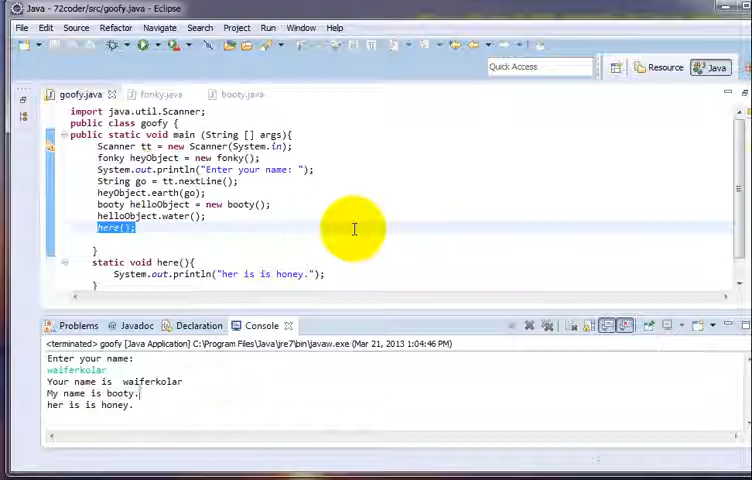 Java - 72coder/src/goofy.java - Eclipse
File Edit Source Refactor Navigate Search Project Run Window Help
Quick Access Resource Java
goofy.java fonky.java booty.java
import java.util.Scanner;
public class goofy {
public static void main (String [] args){
Scanner tt = new Scanner(System.in);
fonky heyObject = new fonky();
System.out.println("Enter your name: ");
String go = tt.nextLine();
heyObject.earth(go);
booty helloObject = new booty();
helloObject.water();
here();
}
static void here(){
System.out.println("her is is honey.");
}
Problems Javadoc Declaration Console
<terminated> goofy [Java Application] C:\Program Files\Java\jre7\bin\javaw.exe (Mar 21, 2013 1:04:46 PM)
Enter your name:
waiferkolar
Your name is waiferkolar
My name is booty.
her is is honey.